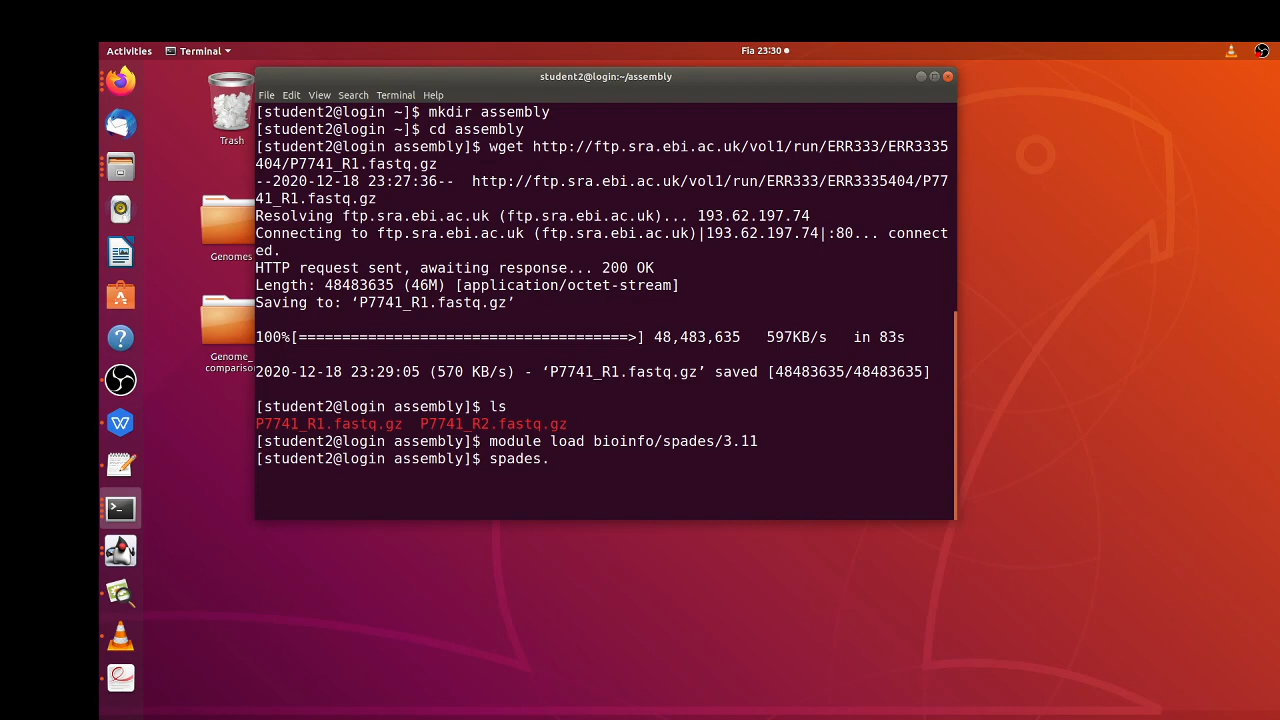 Activities Terminal Fia 23:30
student2@login:~/assembly
File Edit View Search Terminal Help
Trash
Genomes
Genome_
comparison
[student2@login ~]$ mkdir assembly
[student2@login ~]$ cd assembly
[student2@login assembly]$ wget http://ftp.sra.ebi.ac.uk/vol1/run/ERR333/ERR3335
404/P7741_R1.fastq.gz
--2020-12-18 23:27:36--  http://ftp.sra.ebi.ac.uk/vol1/run/ERR333/ERR3335404/P77
41_R1.fastq.gz
Resolving ftp.sra.ebi.ac.uk (ftp.sra.ebi.ac.uk)... 193.62.197.74
Connecting to ftp.sra.ebi.ac.uk (ftp.sra.ebi.ac.uk)|193.62.197.74|:80... connect
ed.
HTTP request sent, awaiting response... 200 OK
Length: 48483635 (46M) [application/octet-stream]
Saving to: ‘P7741_R1.fastq.gz’
100%[======================================>] 48,483,635   597KB/s   in 83s
2020-12-18 23:29:05 (570 KB/s) - ‘P7741_R1.fastq.gz’ saved [48483635/48483635]
[student2@login assembly]$ ls
P7741_R1.fastq.gz  P7741_R2.fastq.gz
[student2@login assembly]$ module load bioinfo/spades/3.11
[student2@login assembly]$ spades.